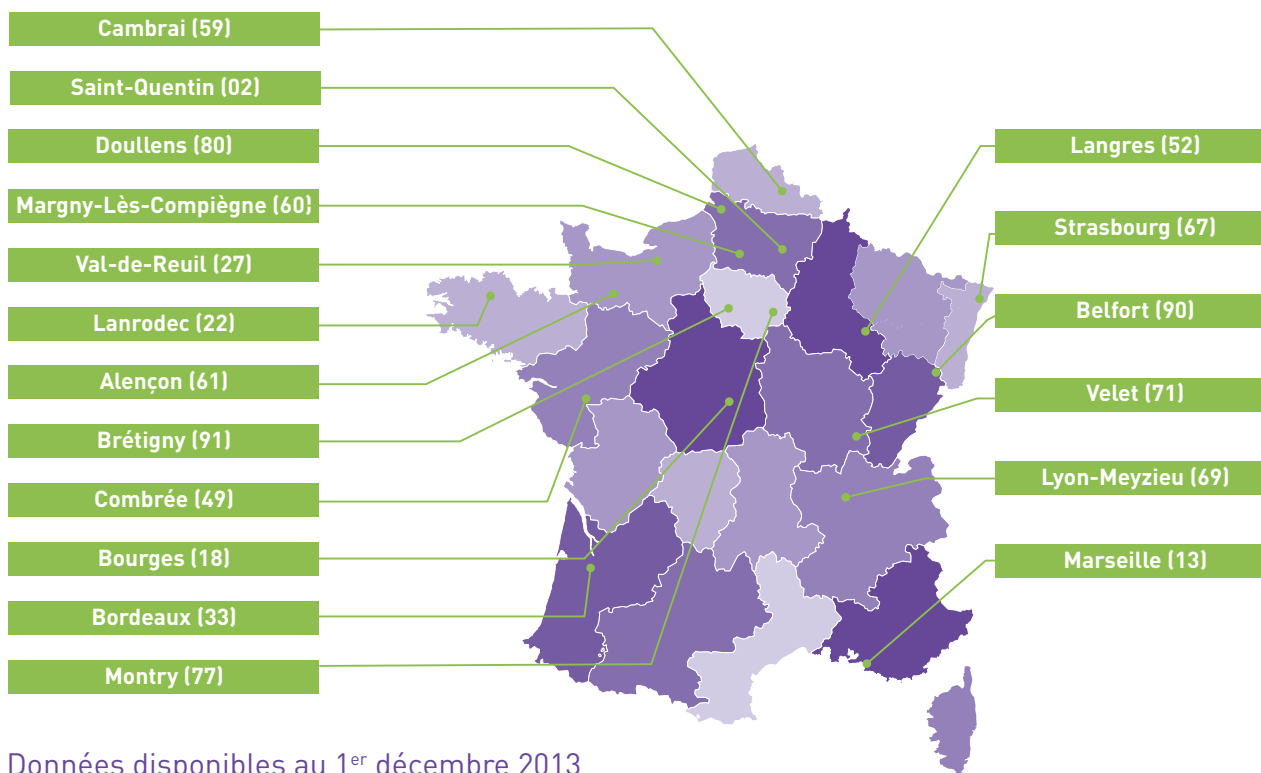 Cambrai (59)
Saint-Quentin (02)
Doullens (80)
Margny-Lès-Compiègne (60)
Val-de-Reuil (27)
Lanrodec (22)
Alençon (61)
Brétigny (91)
Combrée (49)
Bourges (18)
Bordeaux (33)
Montry (77)
Langres (52)
Strasbourg (67)
Belfort (90)
Velet (71)
Lyon-Meyzieu (69)
Marseille (13)
Données disponibles au 1er décembre 2013